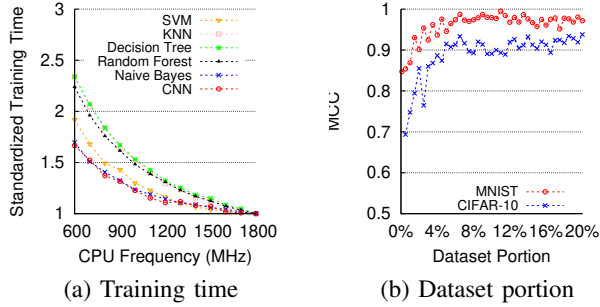 Standardized Training Time
3
2.5
2
1.5
1
SVM
KNN
Decision Tree
Random Forest
Naive Bayes
CNN
600 900 1200 1500 1800
CPU Frequency (MHz)
(a) Training time
MCC
1
0.9
0.8
0.7
0.6
0.5
MNIST
CIFAR-10
0% 4% 8% 12% 16% 20%
Dataset Portion
(b) Dataset portion